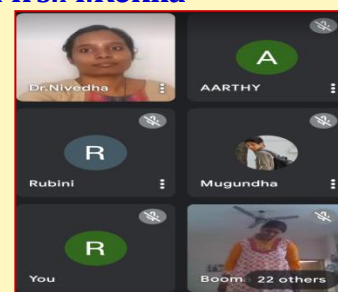 Dr.Nivedha
A
AARTHY
R
Rubini
Mugundha
R
You
Boom
22 others